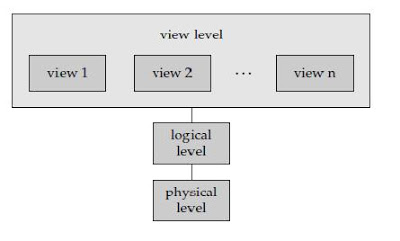 view level
view 1 view 2 ... view n
logical
level
physical
level